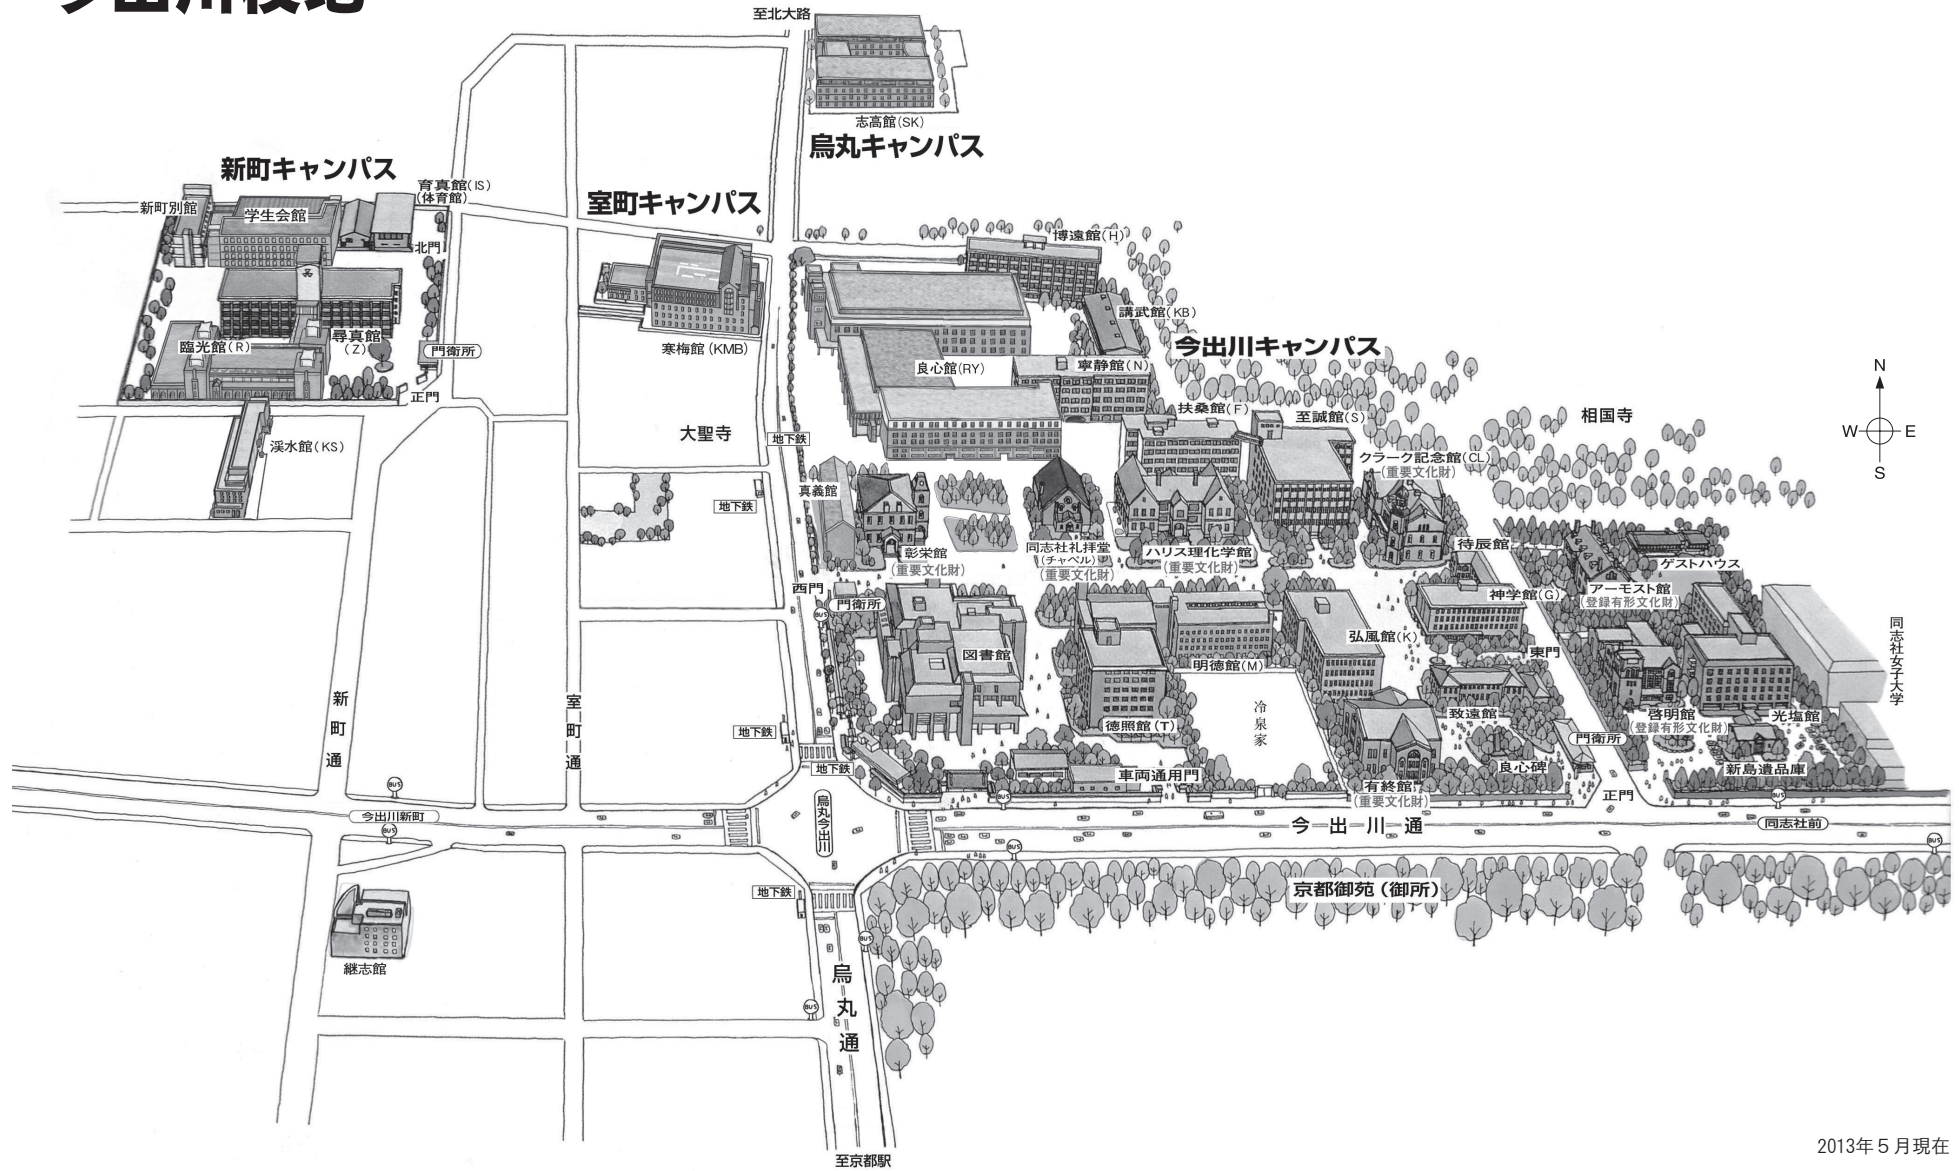 今出川校地
至北大路
志高館(SK)
烏丸キャンパス
新町キャンパス
育真館(IS)
(体育館)
新町別館
学生会館
北門
室町キャンパス
博遠館(H)
講武館(KB)
今出川キャンパス
尋真館
(Z)
臨光館(R)
門衛所
正門
寒梅館(KMB)
良心館(RY)
寧静館(N)
扶桑館(F)
至誠館(S)
相国寺
N
W
E
S
渓水館(KS)
大聖寺
地下鉄
クラーク記念館(CL)
(重要文化財)
真義館
地下鉄
彰栄館
(重要文化財)
同志社礼拝堂
(チャペル)
(重要文化財)
ハリス理化学館
(重要文化財)
待辰館
ゲストハウス
アーモスト館
(登録有形文化財)
西門
門衛所
BUS
神学館(G)
弘風館(K)
図書館
明徳館(M)
東門
同志社女子大学
新町通
室町通
冷泉家
致遠館
啓明館
(登録有形文化財)
光塩館
徳照館(T)
地下鉄
門衛所
地下鉄
車両通用門
良心碑
新島遺品庫
有終館
(重要文化財)
正門
BUS
BUS
BUS
今出川新町
BUS
烏丸今出川
今出川通
同志社前
BUS
BUS
京都御苑(御所)
地下鉄
BUS
継志館
BUS
烏丸通
至京都駅
2013年5月現在